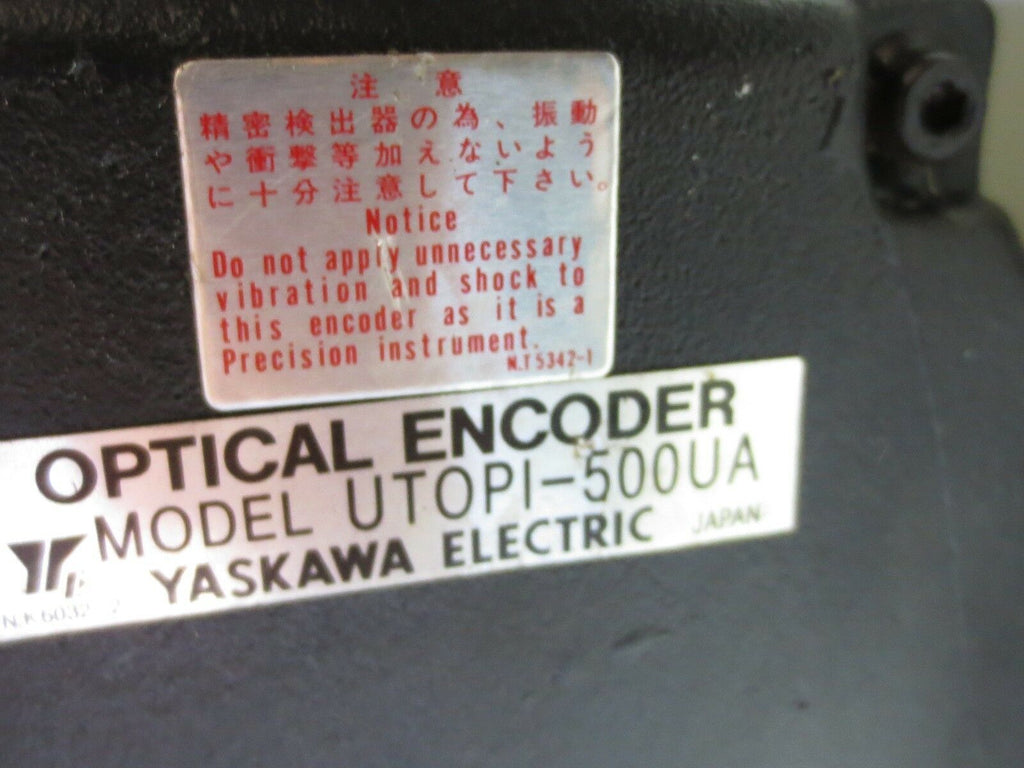 注 意
精密検出器の為、振動
や衝撃等加えないよう
に十分注意して下さい。
Notice
Do not apply unnecessary
vibration and shock to
this encoder as it is a
Precision instrument.
N.T5342-1
OPTICAL ENCODER
MODEL UTOPI-500UA
YASKAWA ELECTRIC JAPAN